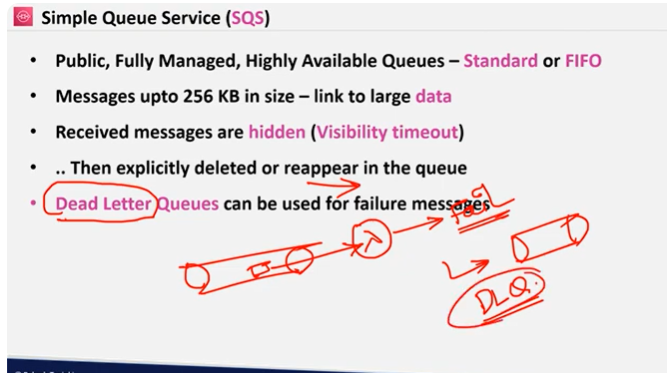 Simple Queue Service (SQS)
• Public, Fully Managed, Highly Available Queues – Standard or FIFO
• Messages upto 256 KB in size – link to large data
• Received messages are hidden (Visibility timeout)
• .. Then explicitly deleted or reappear in the queue
• Dead Letter Queues can be used for failure messages
λ
Fail
DLQ